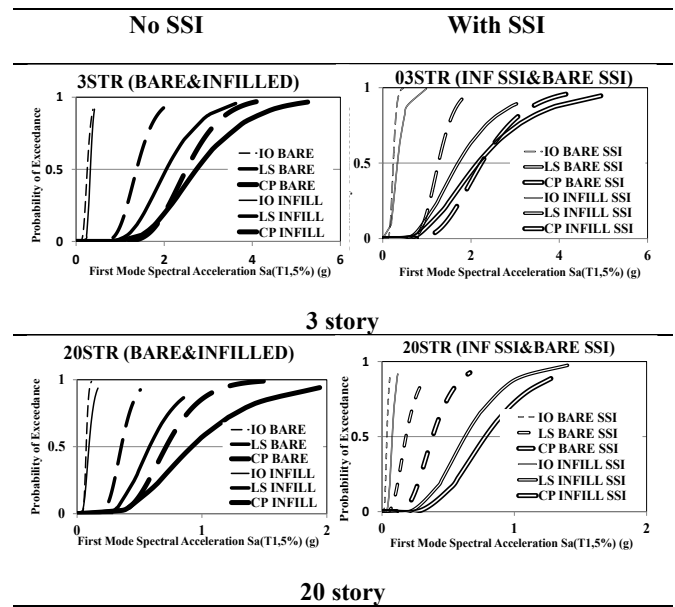 No SSI With SSI
3STR (BARE&INFILLED)
Probability of Exceedance
1
0.5
0
0 2 4 6
IO BARE
LS BARE
CP BARE
IO INFILL
LS INFILL
CP INFILL
First Mode Spectral Acceleration Sa(T1,5%) (g)
03STR (INF SSI&BARE SSI)
Probability of Exceedance
1
0.5
0
0 2 4 6
IO BARE SSI
LS BARE SSI
CP BARE SSI
IO INFILL SSI
LS INFILL SSI
CP INFILL SSI
First Mode Spectral Acceleration Sa(T1,5%) (g)
3 story
20STR (BARE&INFILLED)
Probability of Exceedance
1
0.5
0
0 1 2
IO BARE
LS BARE
CP BARE
IO INFILL
LS INFILL
CP INFILL
First Mode Spectral Acceleration Sa(T1,5%) (g)
20STR (INF SSI&BARE SSI)
Probability of Exceedance
1
0.5
0
0 1 2
IO BARE SSI
LS BARE SSI
CP BARE SSI
IO INFILL SSI
LS INFILL SSI
CP INFILL SSI
First Mode Spectral Acceleration Sa(T1,5%) (g)
20 story